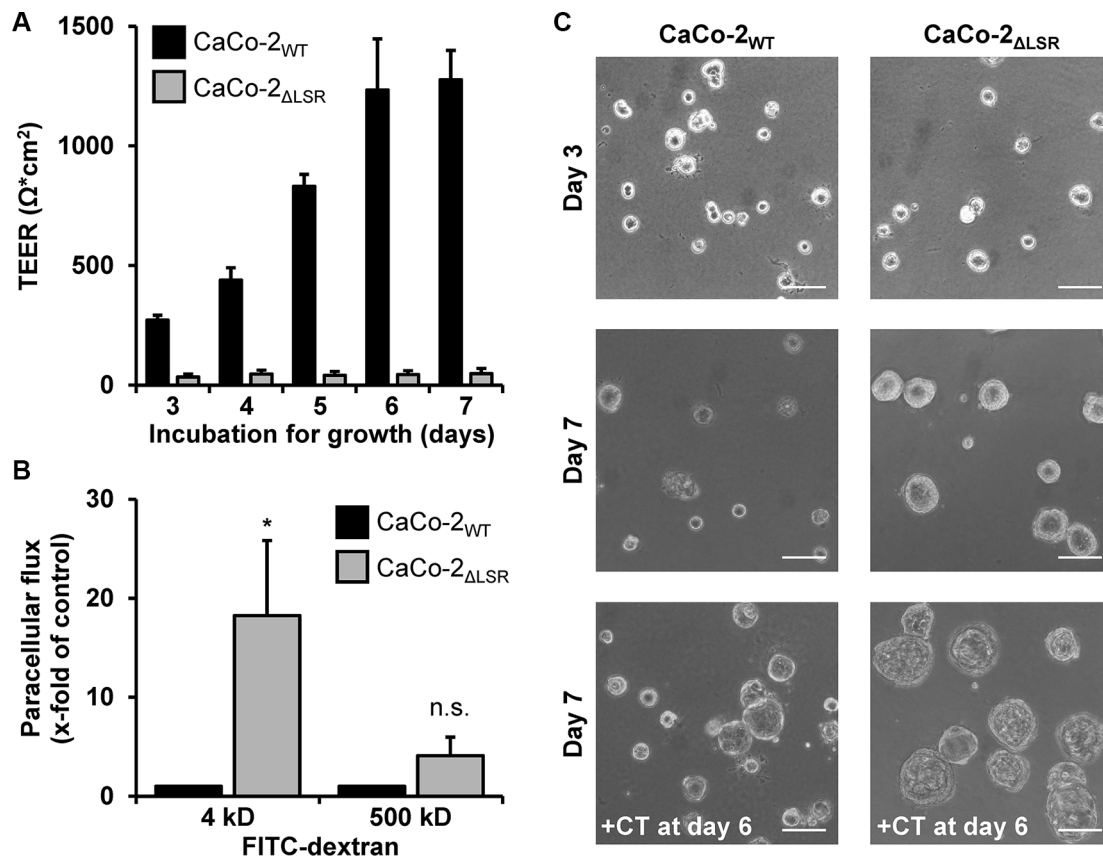 A
1500
1000
500
0
TEER (Ω*cm²)
CaCo-2WT
CaCo-2ΔLSR
3 4 5 6 7
Incubation for growth (days)
B
30
20
10
0
Paracellular flux
(x-fold of control)
CaCo-2WT
CaCo-2ΔLSR
*
n.s.
4 kD 500 kD
FITC-dextran
C
CaCo-2WT CaCo-2ΔLSR
Day 3
Day 7
Day 7
+CT at day 6 +CT at day 6